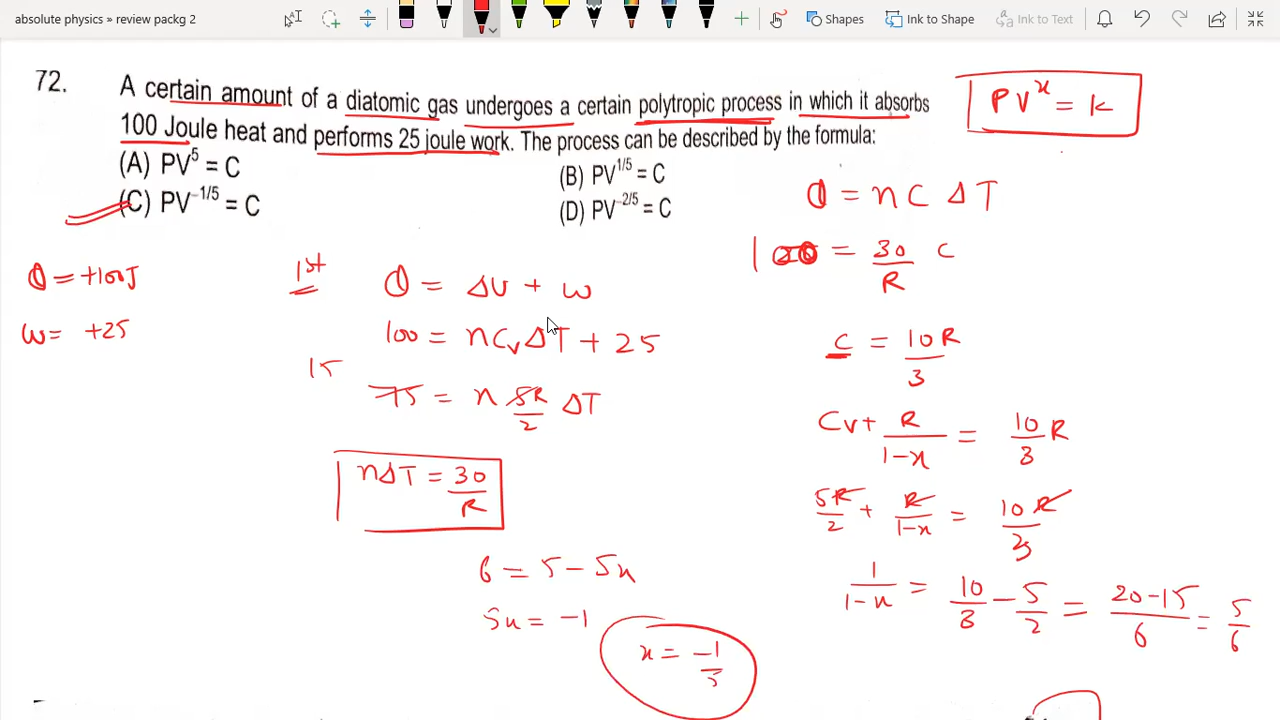 absolute physics » review packg 2
Shapes
Ink to Shape
Ink to Text
72.
A certain amount of a diatomic gas undergoes a certain polytropic process in which it absorbs
100 Joule heat and performs 25 joule work. The process can be described by the formula:
(A) PV^5 = C
(B) PV^{1/5} = C
(C) PV^{-1/5} = C
(D) PV^{-2/5} = C
PV^x = k
Q = +100J
W = +25
1st
Q = ΔU + W
100 = nCvΔT + 25
15
75 = n 5R/2 ΔT
nΔT = 30/R
6 = 5 - 5x
5x = -1
x = -1/5
Q = nCΔT
100 = 30/R C
C = 10R/3
Cv + R/1-x = 10/3 R
5R/2 + R/1-x = 10R/3
1/1-x = 10/3 - 5/2 = 20-15/6 = 5/6